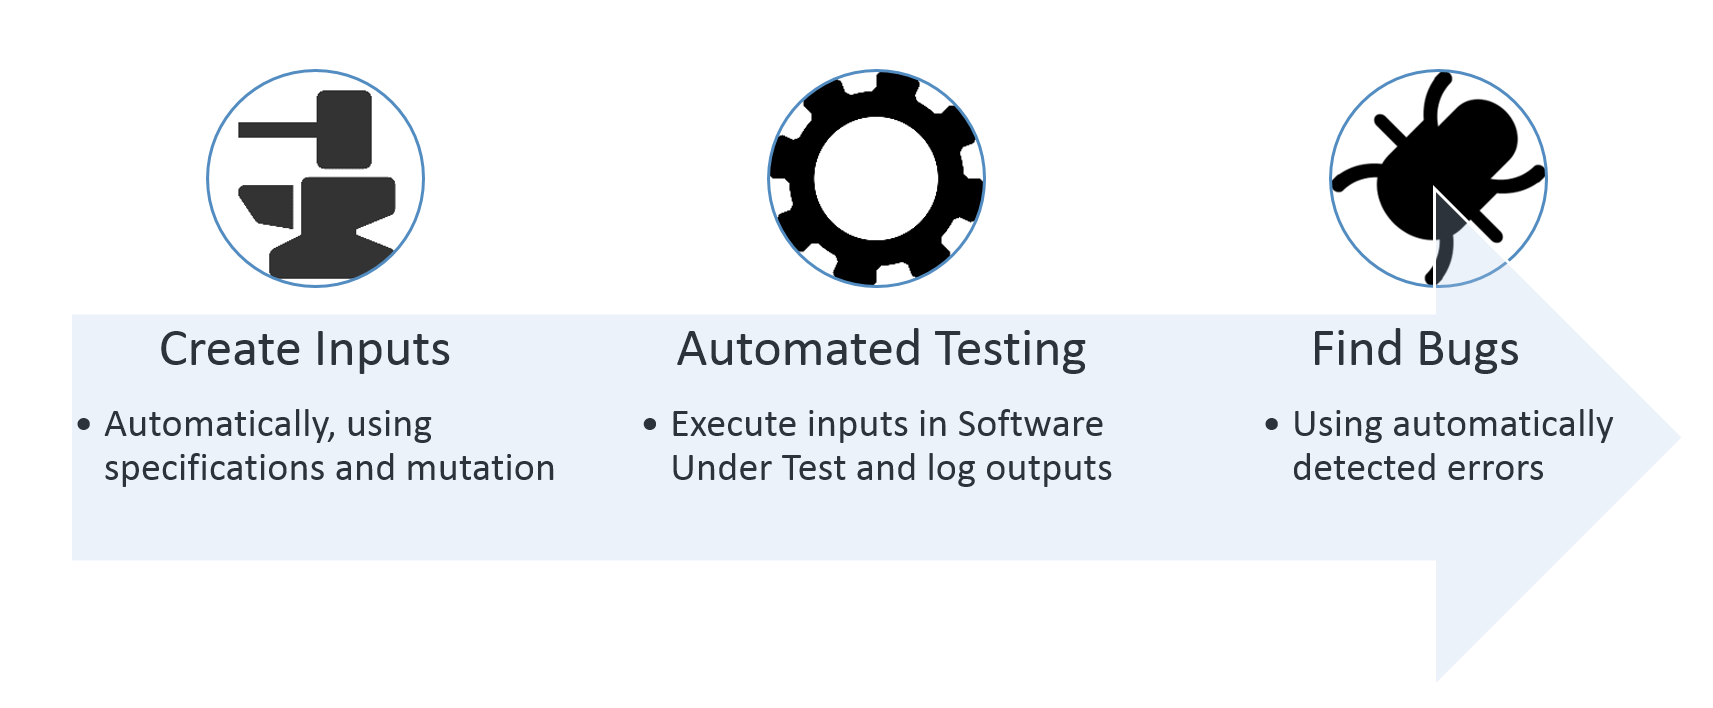 Create Inputs
• Automatically, using
specifications and mutation
Automated Testing
• Execute inputs in Software
Under Test and log outputs
Find Bugs
• Using automatically
detected errors